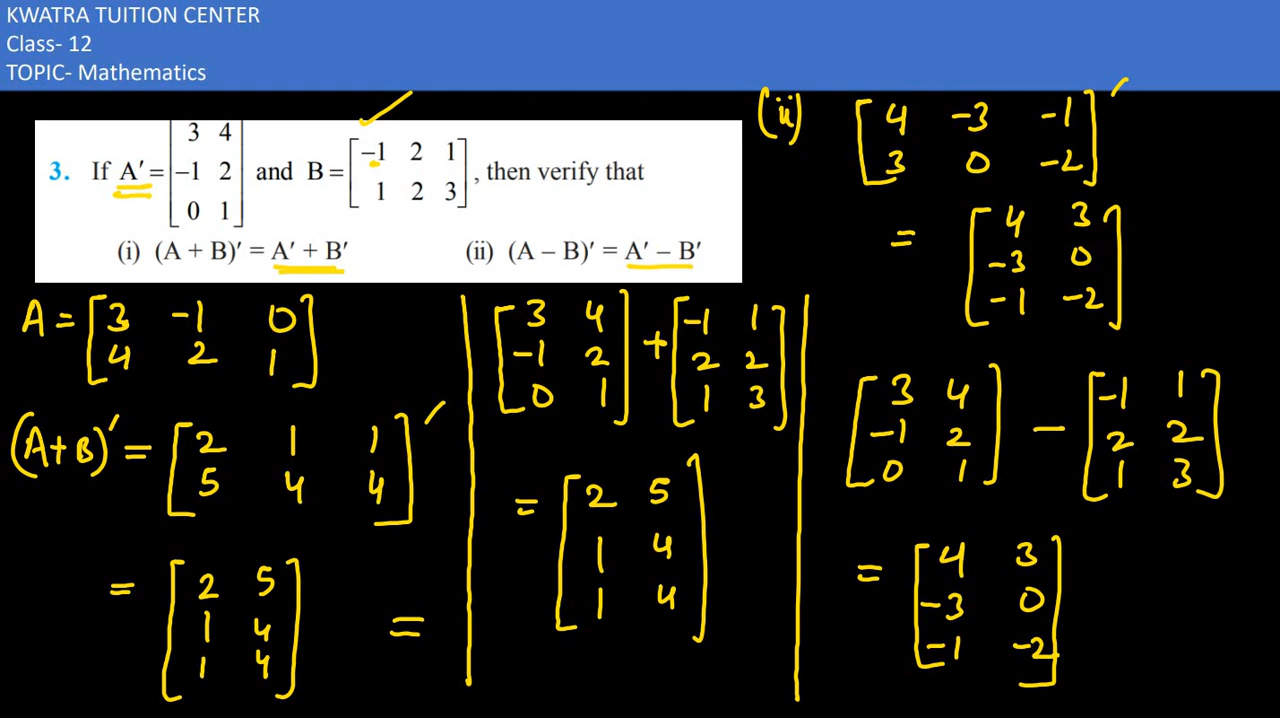 KWATRA TUITION CENTER
Class- 12
TOPIC- Mathematics
3. If A′ = [3 4
-1 2
0 1] and B = [-1 2 1
1 2 3], then verify that
(i) (A + B)′ = A′ + B′ (ii) (A – B)′ = A′ – B′
A = [3 -1 0
4 2 1]
(A+B)′ = [2 1 1
5 4 4]′
= [2 5
1 4
1 4] =
[3 4
-1 2
0 1] + [-1 1
2 2
1 3]
= [2 5
1 4
1 4]
(ii) [4 -3 -1
3 0 -2]′
= [4 3
-3 0
-1 -2]
[3 4
-1 2
0 1] - [-1 1
2 2
1 3]
= [4 3
-3 0
-1 -2]